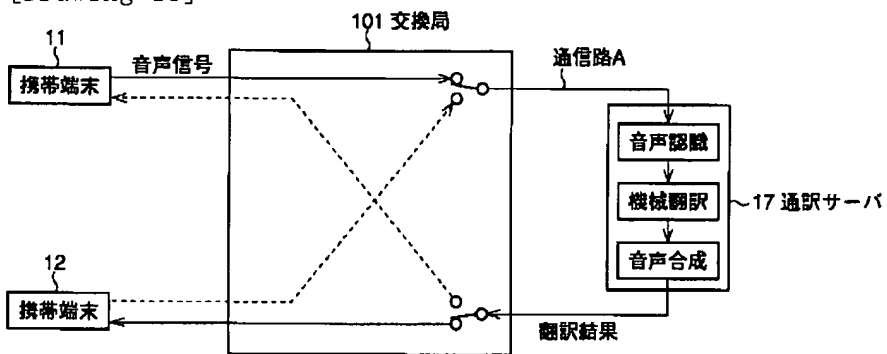 101 交換局
11
携帯端末
音声信号
通信路A
音声認識
機械翻訳
17 通訳サーバ
音声合成
12
携帯端末
翻訳結果